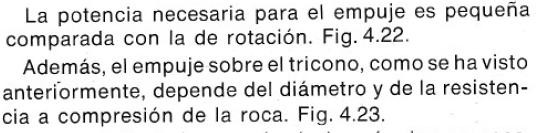 La potencia necesaria para el empuje es pequeña
comparada con la de rotación. Fig. 4.22.
Además, el empuje sobre el tricono, como se ha visto
anteriormente, depende del diámetro y de la resisten-
cia a compresión de la roca. Fig. 4.23.